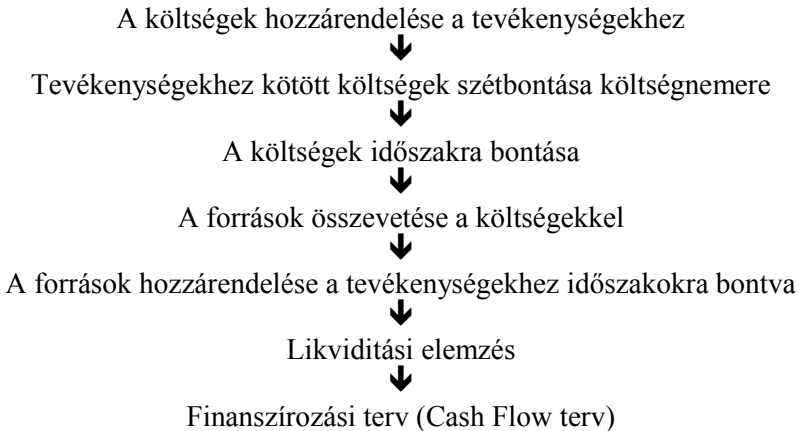 A költségek hozzárendelése a tevékenységekhez
Tevékenységekhez kötött költségek szétbontása költségnemere
A költségek időszakra bontása
A források összevetése a költségekkel
A források hozzárendelése a tevékenységekhez időszakokra bontva
Likviditási elemzés
Finanszírozási terv (Cash Flow terv)